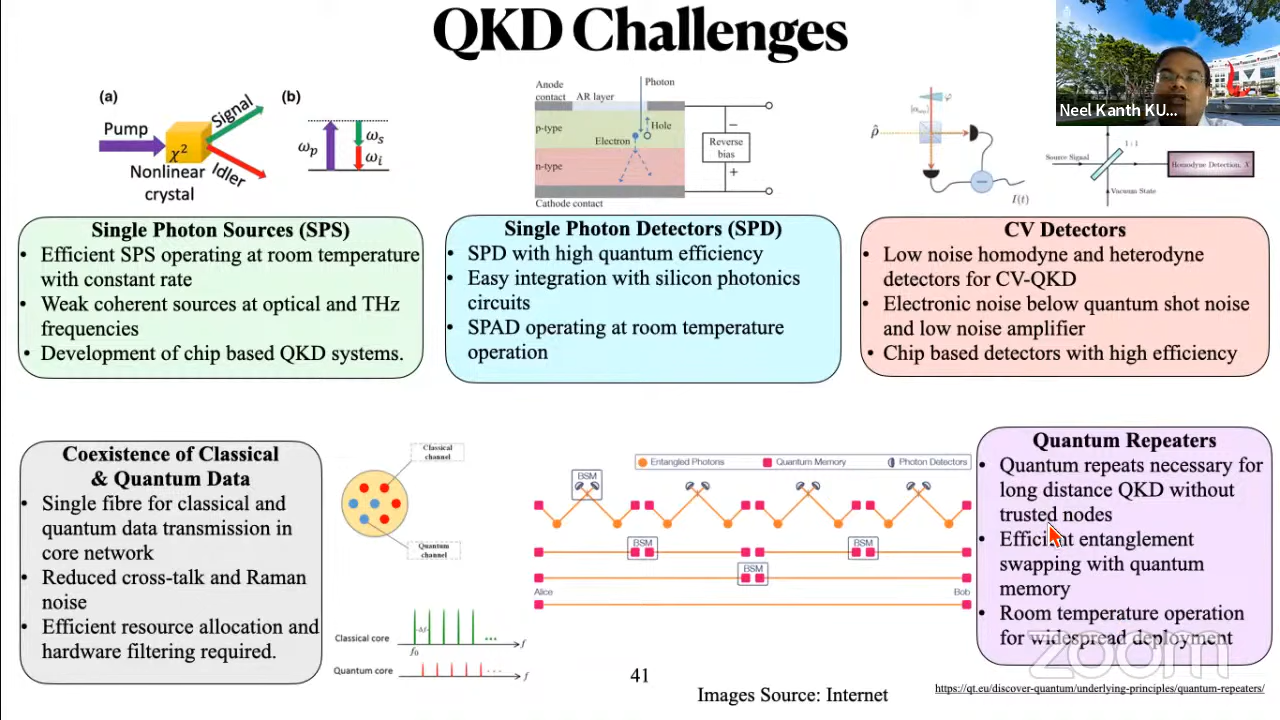 QKD Challenges
Neel Kanth KU...
(a)
Pump
χ2
Signal
Idler
Nonlinear
crystal
(b)
ωp
ωs
ωi
Photon
Anode
contact
AR layer
p-type
Hole
Electron
n-type
Cathode contact
−
Reverse
bias
+
φ
ρ̂
−
I(t)
Source Signal
1 : 1
Homodyne Detection, X
Vacuum State
Single Photon Sources (SPS)
• Efficient SPS operating at room temperature
with constant rate
• Weak coherent sources at optical and THz
frequencies
• Development of chip based QKD systems.
Single Photon Detectors (SPD)
• SPD with high quantum efficiency
• Easy integration with silicon photonics
circuits
• SPAD operating at room temperature
operation
CV Detectors
• Low noise homodyne and heterodyne
detectors for CV-QKD
• Electronic noise below quantum shot noise
and low noise amplifier
• Chip based detectors with high efficiency
Coexistence of Classical
& Quantum Data
• Single fibre for classical and
quantum data transmission in
core network
• Reduced cross-talk and Raman
noise
• Efficient resource allocation and
hardware filtering required.
Classical
channel
Quantum
channel
Classical core
Δf
...
f0
f
Quantum core
...
f
Entangled Photons
Quantum Memory
Photon Detectors
BSM
BSM
BSM
BSM
Alice
Bob
Quantum Repeaters
• Quantum repeats necessary for
long distance QKD without
trusted nodes
• Efficient entanglement
swapping with quantum
memory
• Room temperature operation
for widespread deployment
zoom
41
Images Source: Internet
https://qt.eu/discover-quantum/underlying-principles/quantum-repeaters/